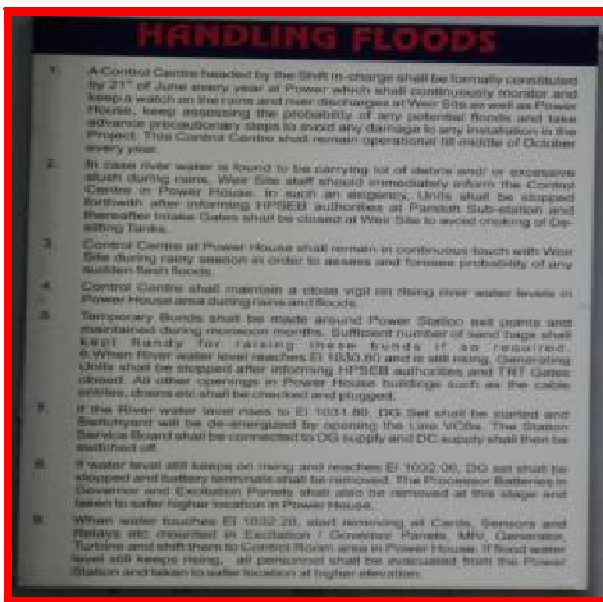 HANDLING FLOODS
1. A Control Centre headed by the Shift In-charge shall be formally constituted
by 21st of June every year at Power which shall continuously monitor and
keep a watch on the rains and river discharges at Weir Site as well as Power
House, keep assessing the probability of any potential floods and take
advance precautionary steps to avoid any damage to any installation in the
Project. This Control Centre shall remain operational till middle of October
every year.
2. In case river water is found to be carrying lot of debris and/ or excessive
slush during rains, Weir Site staff should immediately inform the Control
Centre in Power House. In such an exigency, Units shall be stopped
forthwith after informing HPSEB authorities at Pandoh Sub-station and
thereafter Intake Gates shall be closed at Weir Site to avoid choking of De-
silting Tanks.
3. Control Centre at Power House shall remain in continuous touch with Weir
Site during rainy season in order to assess and foresee probability of any
sudden flash floods.
4. Control Centre shall maintain a close vigil on rising river water levels in
Power House area during rains and floods.
5. Temporary Bunds shall be made around Power Station exit points and
maintained during monsoon months. Sufficient number of sand bags shall
kept handy for raising these bunds if so required.
6. When River water level reaches El and is still rising, Generating
Units shall be stopped after informing HPSEB authorities and TRT Gates
closed. All other openings in Power House buildings such as the cable
entries, drains etc shall be checked and plugged.
7. If the River water level rises to El DG Set shall be started and
Switchyard will be de-energized by opening the Line VCBs. The Station
Service Board shall be connected to DG supply and DC supply shall then be
switched off.
8. If water level still keeps on rising and reaches El 1032.00, DG set shall be
stopped and battery terminals shall be removed. The Processor Batteries in
Governor and Excitation Panels shall also be removed at this stage and
taken to safer higher location in Power House.
9. When water touches El 1032.20, start removing all Cards, Sensors and
Relays etc mounted in Excitation / Governor Panels, MIV, Generator,
Turbine and shift them to Control Room area in Power House. If flood water
level still keeps rising, all personnel shall be evacuated from the Power
Station and taken to safer location at higher elevation.